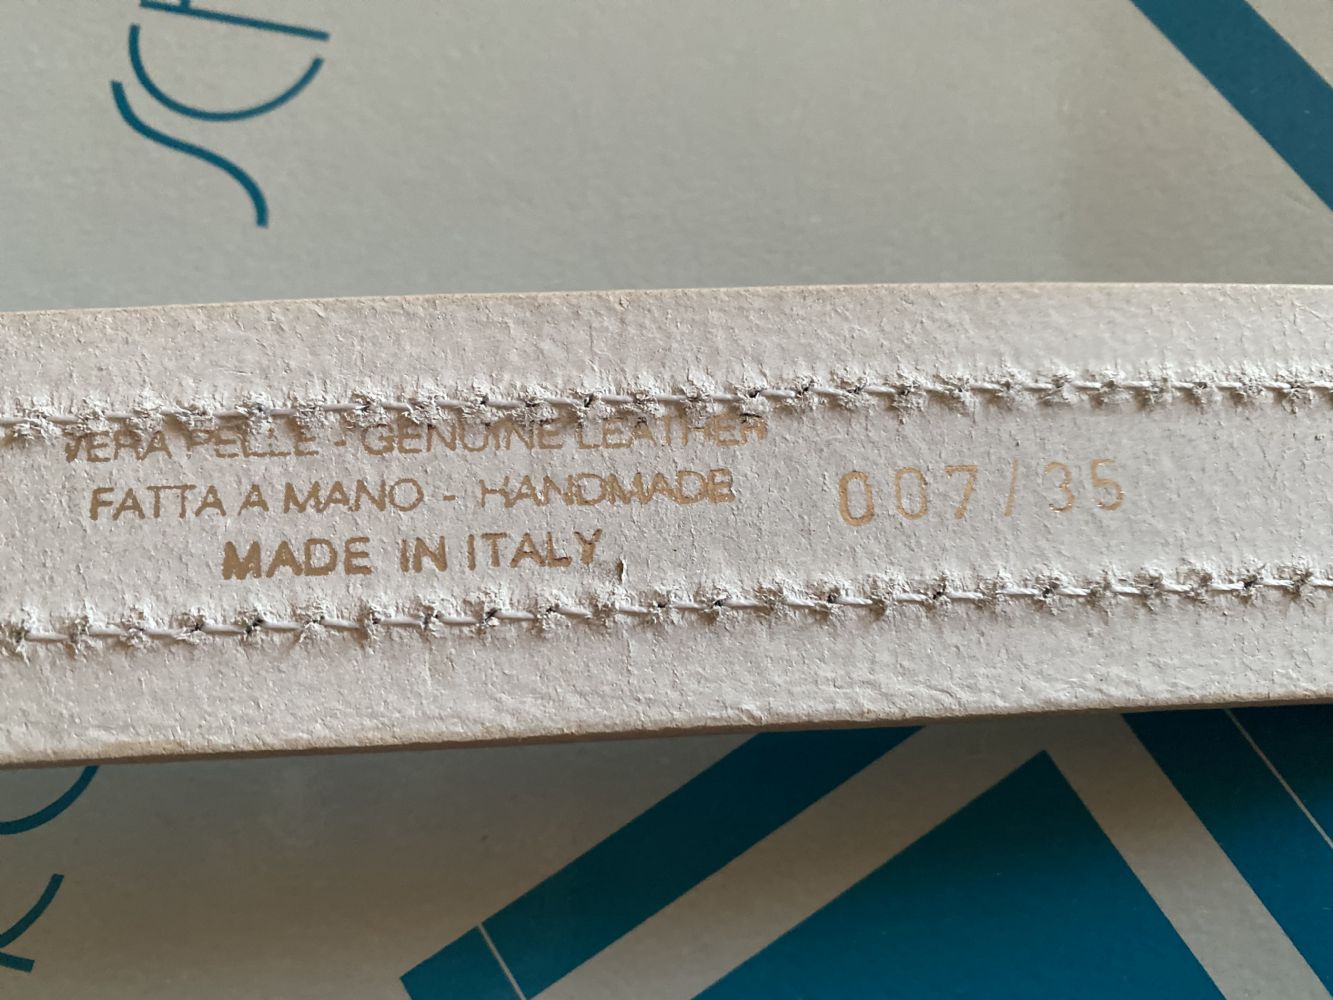 VERA PELLE - GENUINE LEATHER
FATTA A MANO - HANDMADE
MADE IN ITALY
007/35